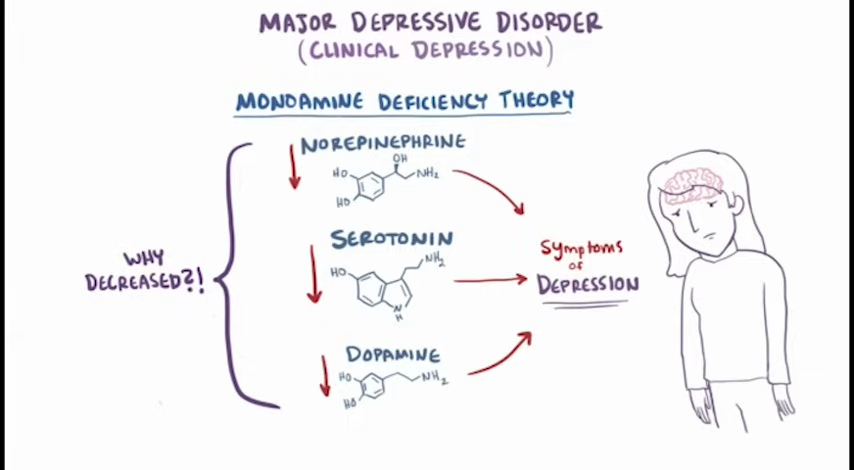 MAJOR DEPRESSIVE DISORDER
(CLINICAL DEPRESSION)
MONOAMINE DEFICIENCY THEORY
NOREPINEPHRINE
OH
HO
NH2
HO
SEROTONIN
HO
NH2
N
H
DOPAMINE
HO
NH2
HO
WHY
DECREASED?!
Symptoms
of
DEPRESSION